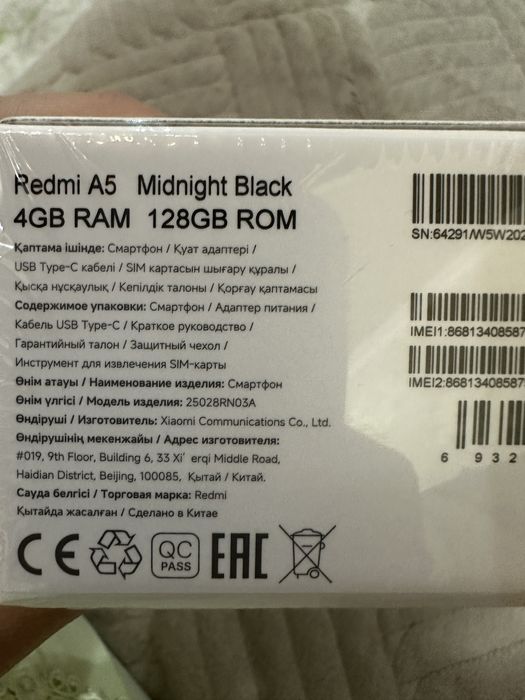 Redmi A5 Midnight Black
4GB RAM 128GB ROM
Қаптама ішінде: Смартфон / Қуат адаптері /
USB Type-C кабелі / SIM картасын шығару құралы /
Қысқа нұсқаулық / Кепілдік талоны / Қорғау қаптамасы
Содержимое упаковки: Смартфон / Адаптер питания /
Кабель USB Type-C / Краткое руководство /
Гарантийный талон / Защитный чехол /
Инструмент для извлечения SIM-карты
Өнім атауы / Наименование изделия: Смартфон
Өнім үлгісі / Модель изделия: 25028RN03A
Өндіруші / Изготовитель: Xiaomi Communications Co., Ltd.
Өндірушінің мекенжайы / Адрес изготовителя:
#019, 9th Floor, Building 6, 33 Xi' erqi Middle Road,
Haidian District, Beijing, 100085, Қытай / Китай.
Сауда белгісі / Торговая марка: Redmi
Қытайда жасалған / Сделано в Китае
CE
QC
PASS
EAC
SN:64291/W5W202
IMEI1:86813408587
IMEI2:86813408587
6 932